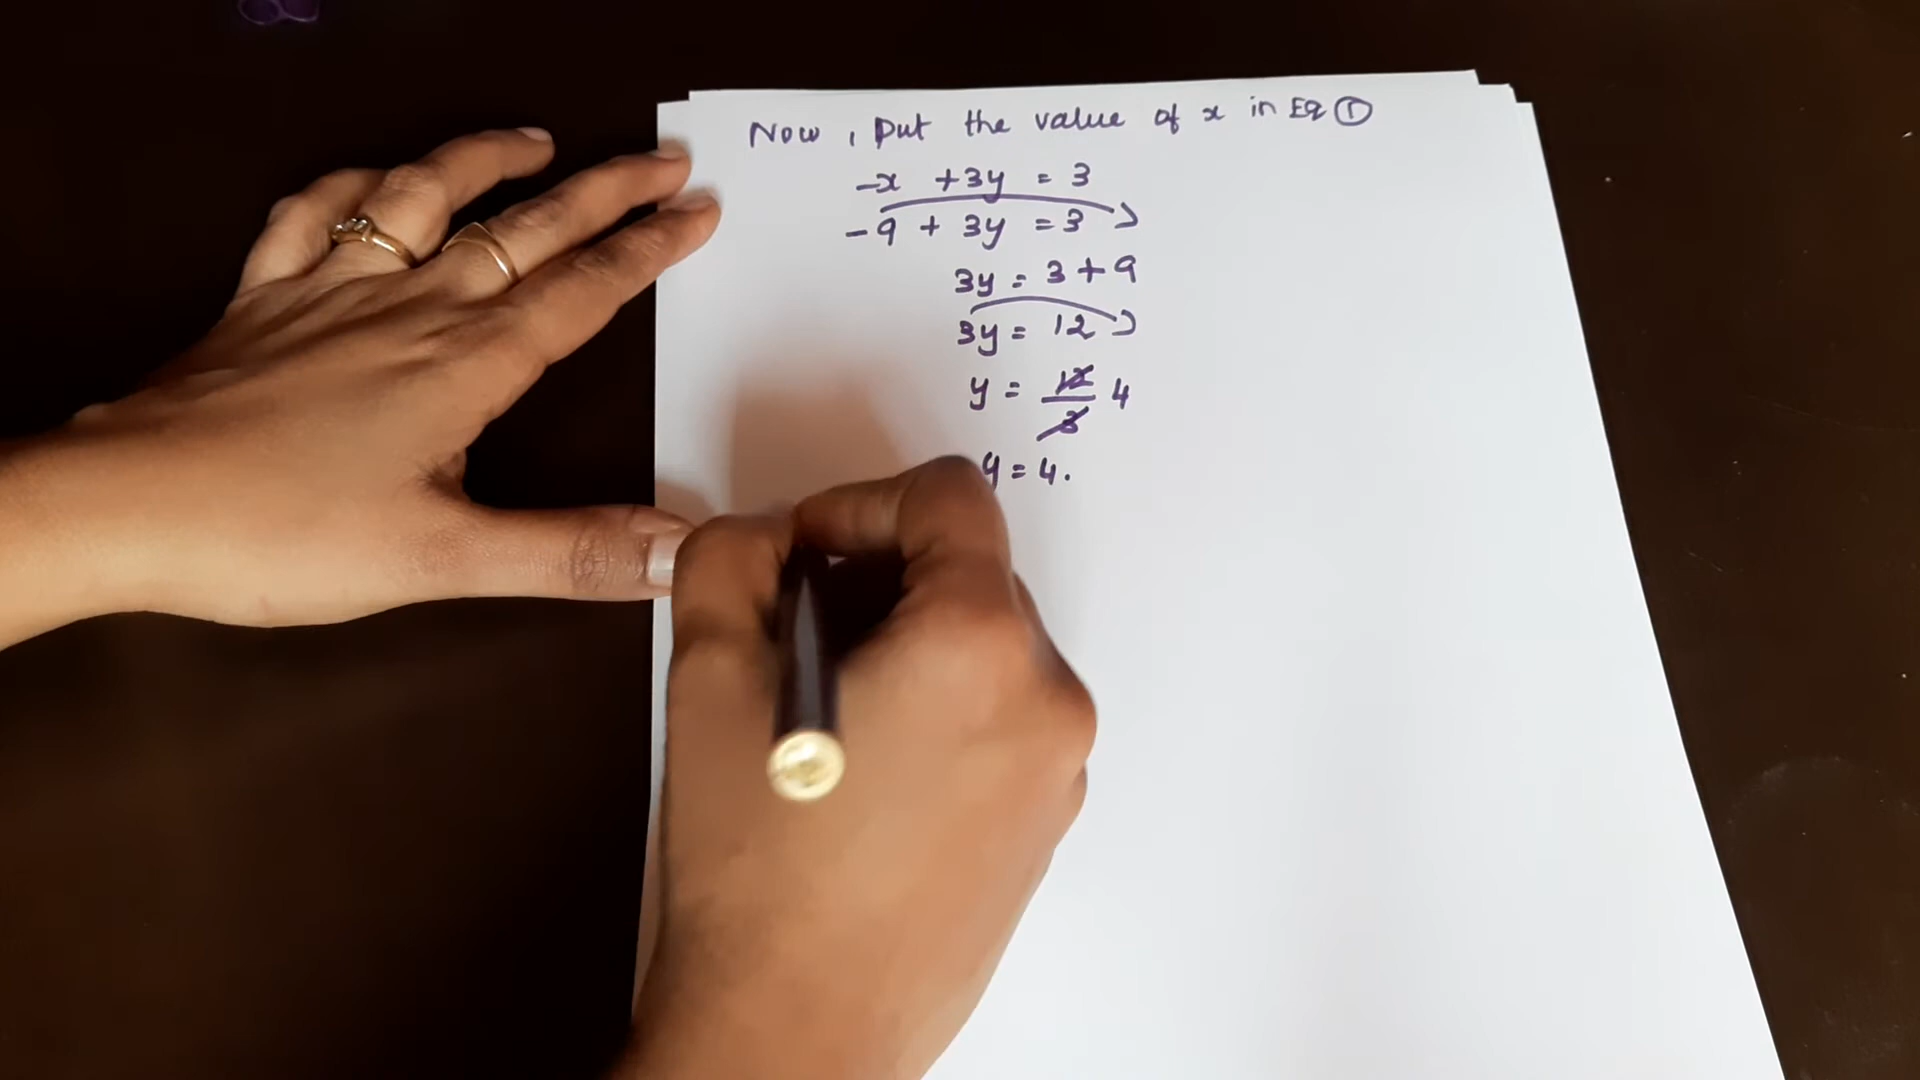 Now, put the value of x in Eq ①
-x +3y = 3
-9 + 3y = 3
3y = 3 + 9
3y = 12
y = 12/3 4
y = 4.